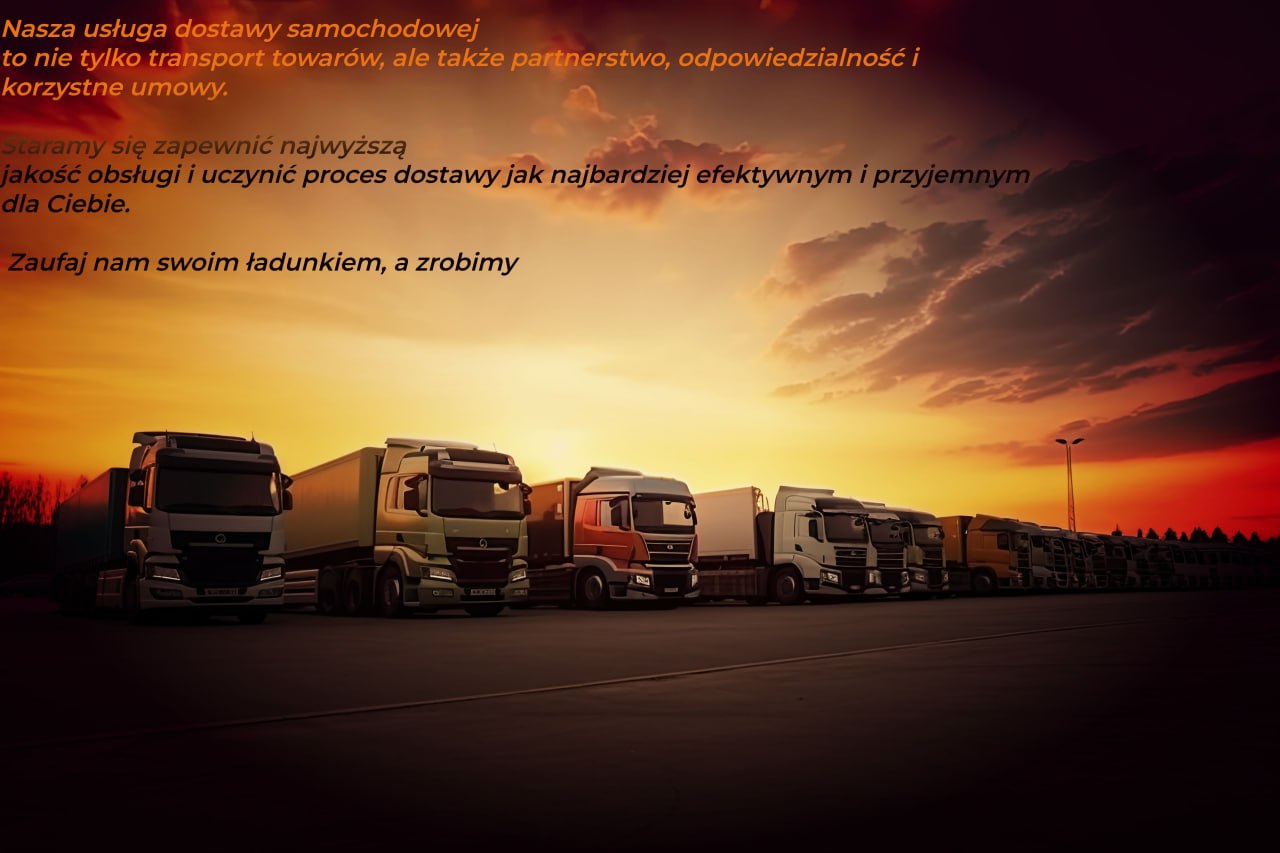 Nasza usługa dostawy samochodowej
to nie tylko transport towarów, ale także partnerstwo, odpowiedzialność i
korzystne umowy.
Staramy się zapewnić najwyższą
jakość obsługi i uczynić proces dostawy jak najbardziej efektywnym i przyjemnym
dla Ciebie.
Zaufaj nam swoim ładunkiem, a zrobimy